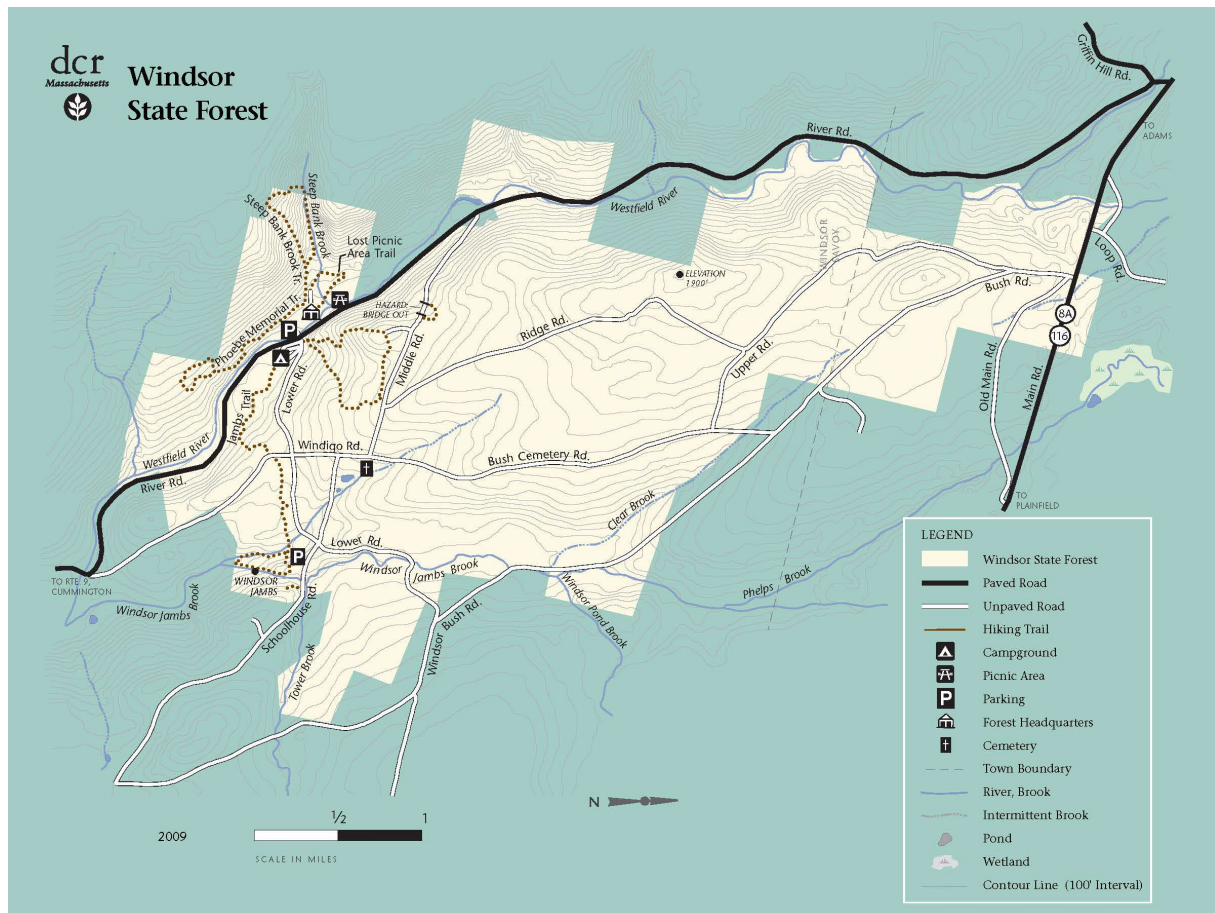 dcr
Massachusetts
Windsor
State Forest
Griffin Hill Rd.
TO
ADAMS
River Rd.
Westfield River
Loop Rd.
Steep Bank Brook
Steep Bank Brook Tr.
Lost Picnic
Area Trail
WINDSOR
SAVOY
ELEVATION
1900'
Bush Rd.
8A
116
HAZARD:
BRIDGE OUT
Phoebe Memorial Tr.
P
Ridge Rd.
Middle Rd.
Upper Rd.
Old Main Rd.
Main Rd.
Lower Rd.
Jambs Trail
Windigo Rd.
Bush Cemetery Rd.
Westfield River
River Rd.
Clear Brook
TO
PLAINFIELD
Lower Rd.
P
TO RTE 9,
CUMMINGTON
WINDSOR
JAMBS
Windsor Jambs Brook
Windsor Jambs Brook
Schoolhouse Rd.
Windsor Pond Brook
Phelps Brook
Windsor Bush Rd.
Tower Brook
N
2009
½
1
SCALE IN MILES
LEGEND
Windsor State Forest
Paved Road
Unpaved Road
Hiking Trail
Campground
Picnic Area
P
Parking
Forest Headquarters
Cemetery
Town Boundary
River, Brook
Intermittent Brook
Pond
Wetland
Contour Line (100' Interval)